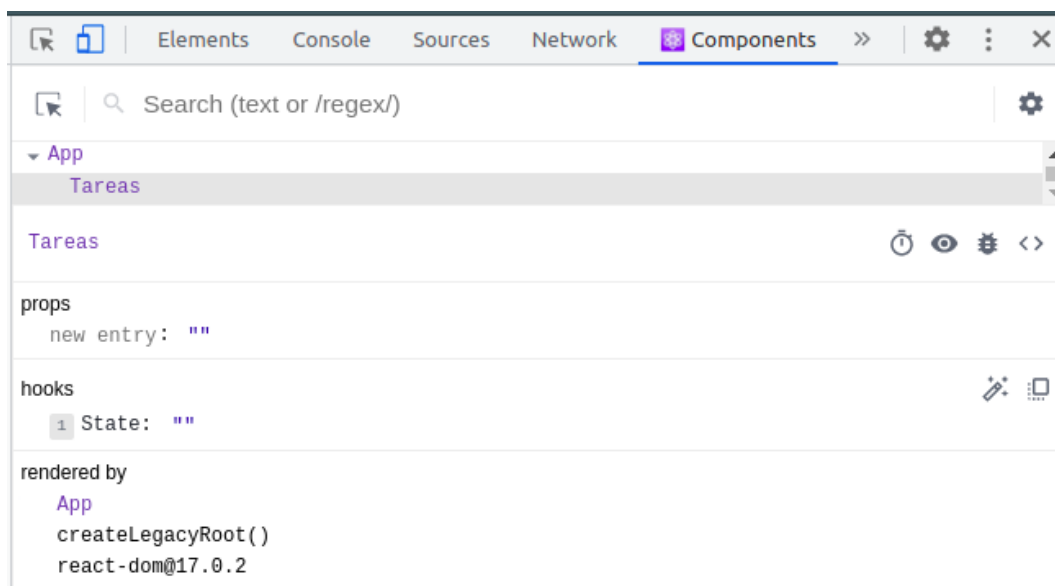 Elements Console Sources Network Components
Search (text or /regex/)
App
Tareas
Tareas
props
new entry: ""
hooks
1 State: ""
rendered by
App
createLegacyRoot()
react-dom@17.0.2